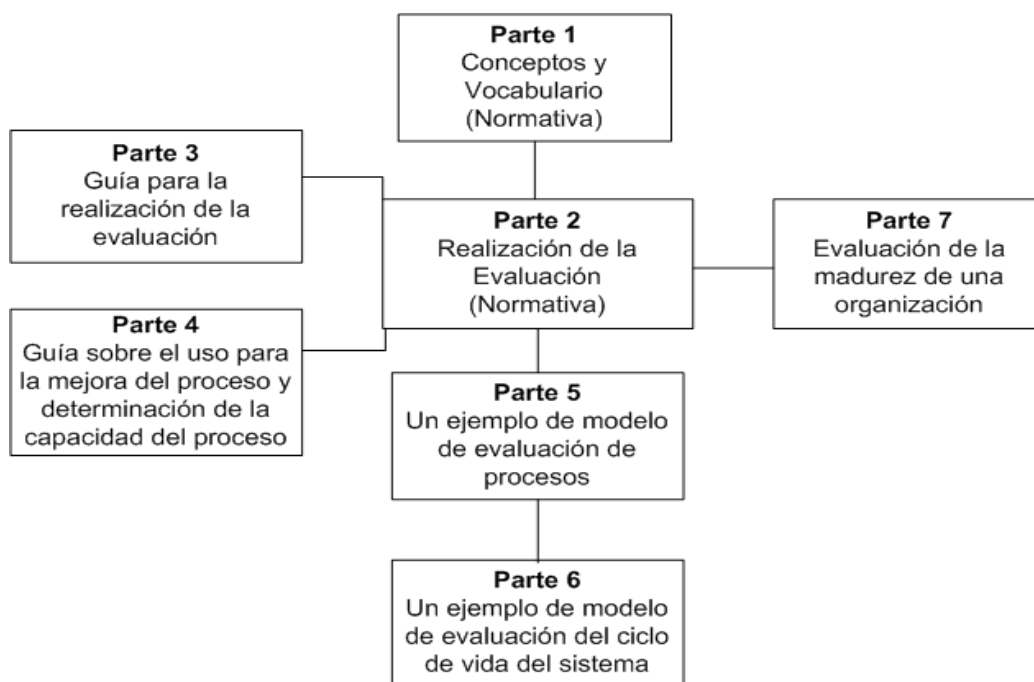 Parte 1
Conceptos y
Vocabulario
(Normativa)
Parte 3
Guía para la
realización de la
evaluación
Parte 2
Realización de la
Evaluación
(Normativa)
Parte 7
Evaluación de la
madurez de una
organización
Parte 4
Guía sobre el uso para
la mejora del proceso y
determinación de la
capacidad del proceso
Parte 5
Un ejemplo de modelo
de evaluación de
procesos
Parte 6
Un ejemplo de modelo
de evaluación del ciclo
de vida del sistema